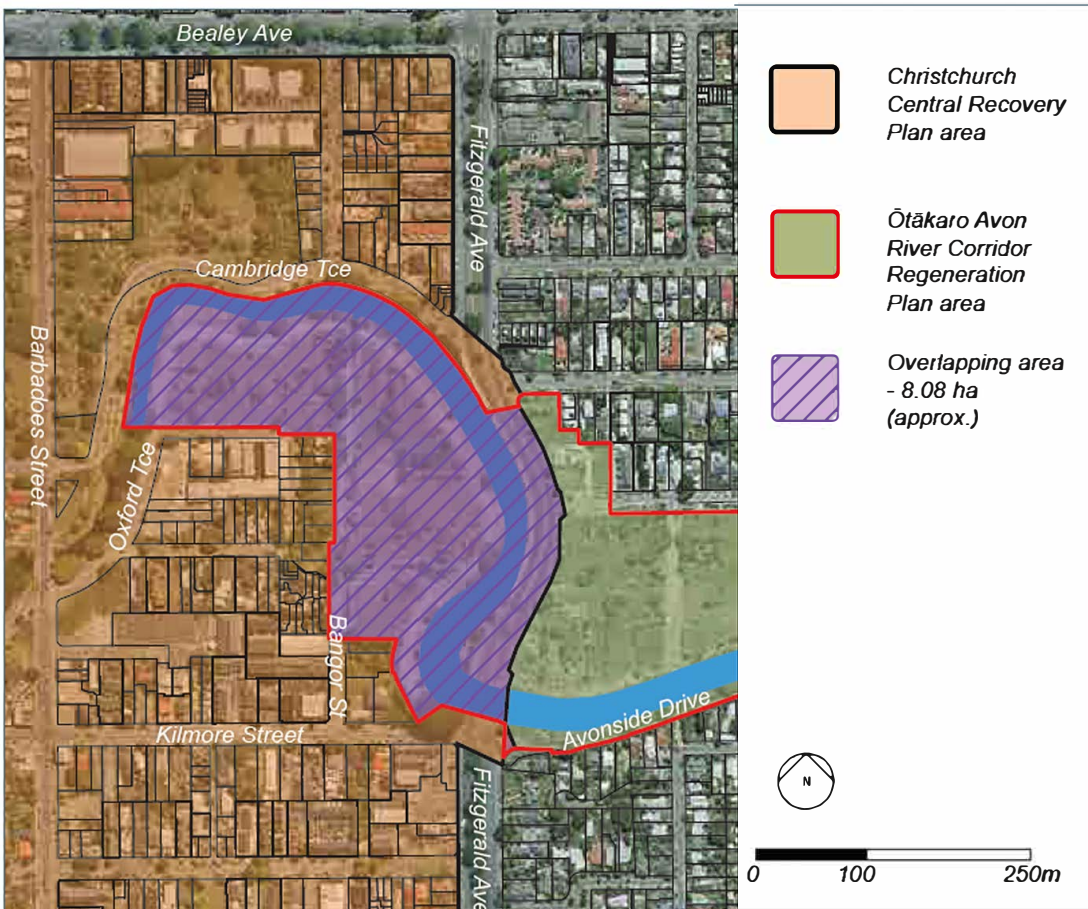 Bealey Ave
Fitzgerald Ave
Cambridge Tce
Barbadoes Street
Oxford Tce
Bangor St
Kilmore Street
Avonside Drive
Fitzgerald Ave
Christchurch
Central Recovery
Plan area
Ōtākaro Avon
River Corridor
Regeneration
Plan area
Overlapping area
- 8.08 ha
(approx.)
N
0 100 250m